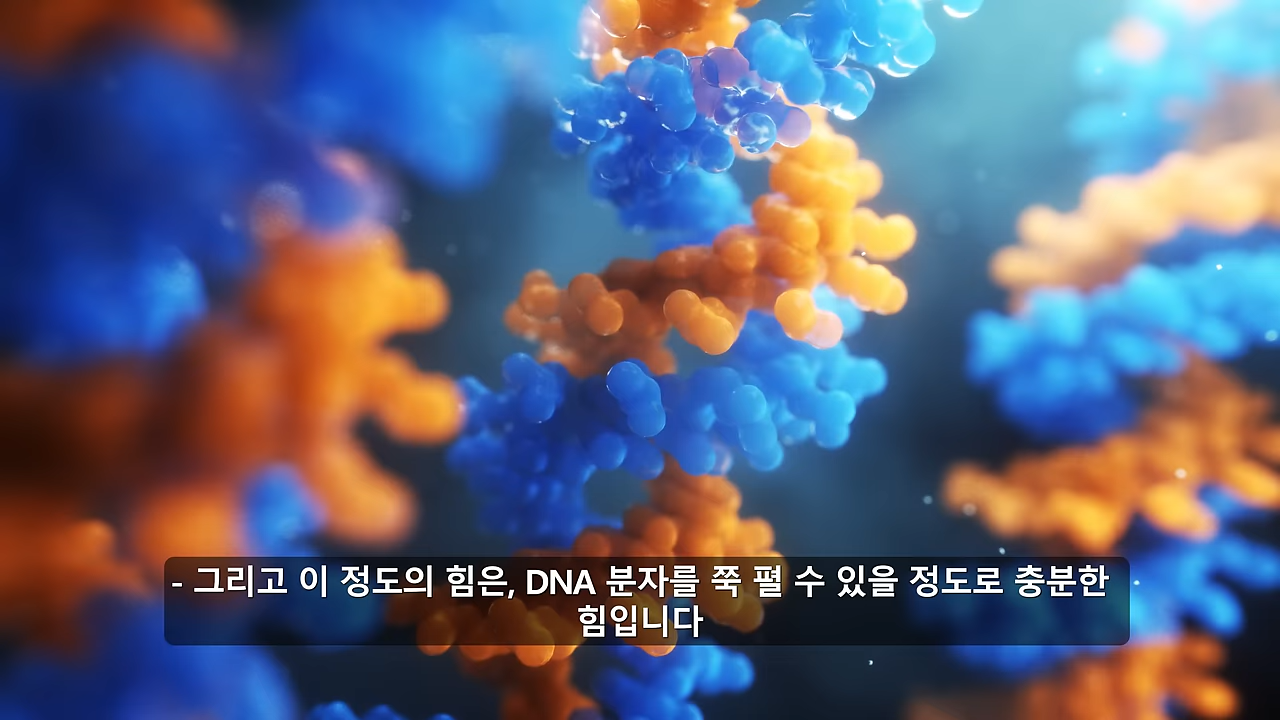 - 그리고 이 정도의 힘은, DNA 분자를 쭉 펼 수 있을 정도로 충분한
힘입니다